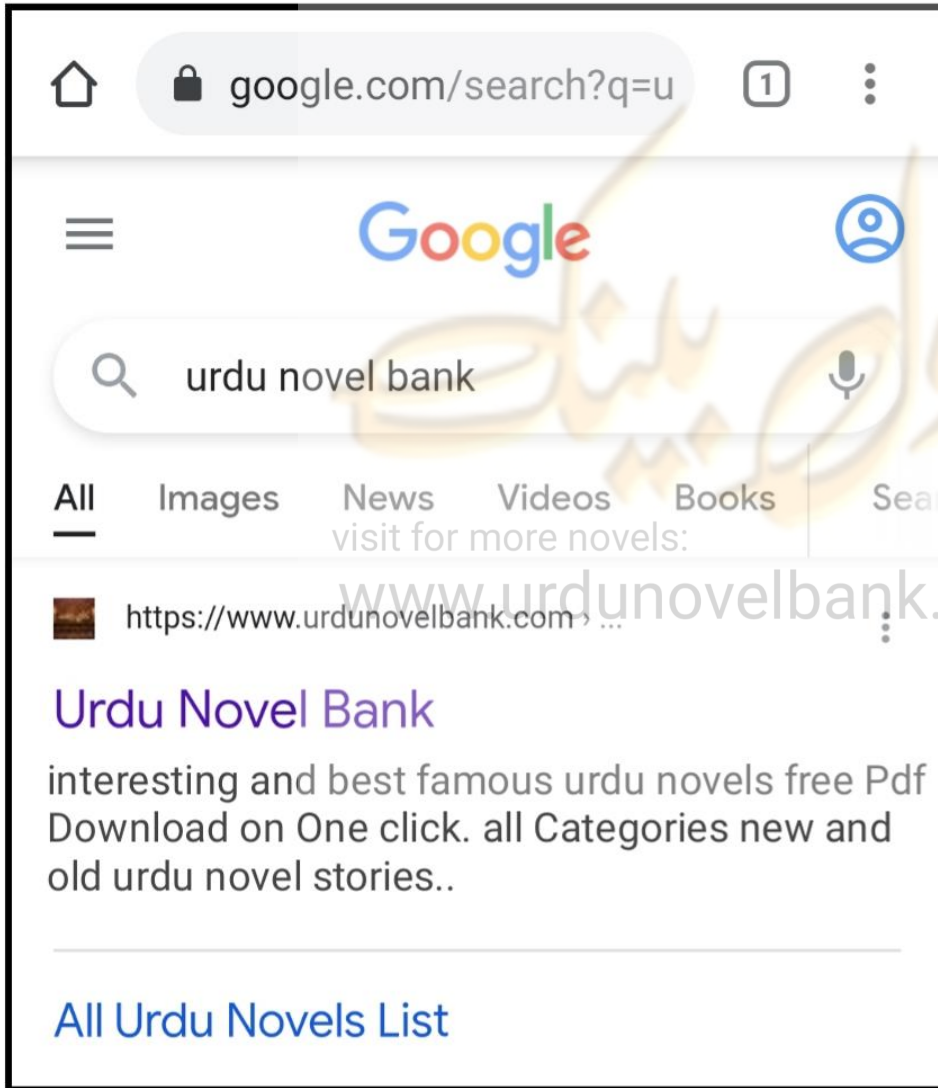 google.com/search?q=u
1
Google
urdu novel bank
All Images News Videos Books Sea
visit for more novels:
www.urdunovelbank.
https://www.urdunovelbank.com › ...
Urdu Novel Bank
interesting and best famous urdu novels free Pdf
Download on One click. all Categories new and
old urdu novel stories..
All Urdu Novels List
بینک